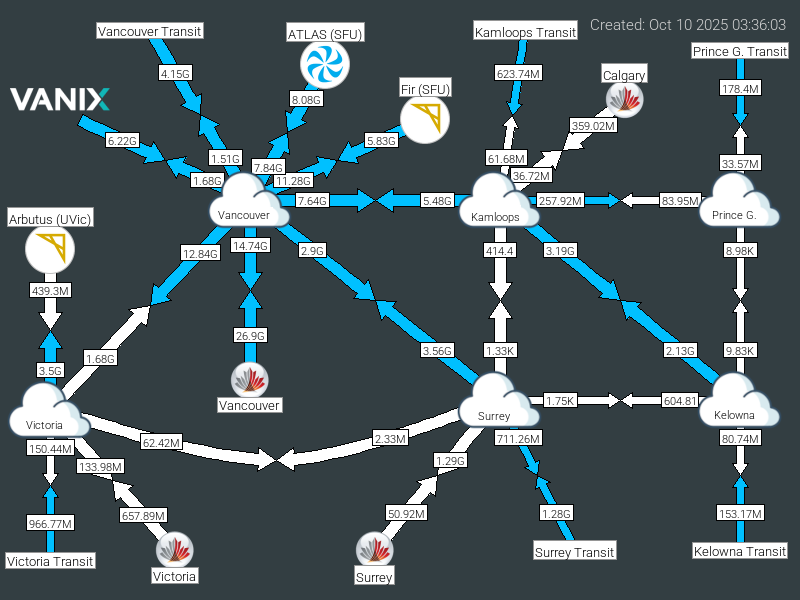 Created: Oct 10 2025 03:36:03
Vancouver Transit
ATLAS (SFU)
Kamloops Transit
Prince G. Transit
4.15G
623.74M
Calgary
178.4M
VANIX
8.08G
Fir (SFU)
359.02M
6.22G
5.83G
1.51G
61.68M
33.57M
7.84G
1.68G
11.28G
36.72M
7.64G
5.48G
257.92M
83.95M
Vancouver
Kamloops
Prince G.
Arbutus (UVic)
12.84G
14.74G
2.9G
414.4
3.19G
8.98K
439.3M
26.9G
1.68G
3.56G
1.33K
2.13G
9.83K
3.5G
Vancouver
1.75K
604.81
Victoria
Surrey
Kelowna
150.44M
62.42M
2.33M
711.26M
80.74M
133.98M
1.29G
966.77M
657.89M
50.92M
1.28G
153.17M
Victoria Transit
Victoria
Surrey
Surrey Transit
Kelowna Transit